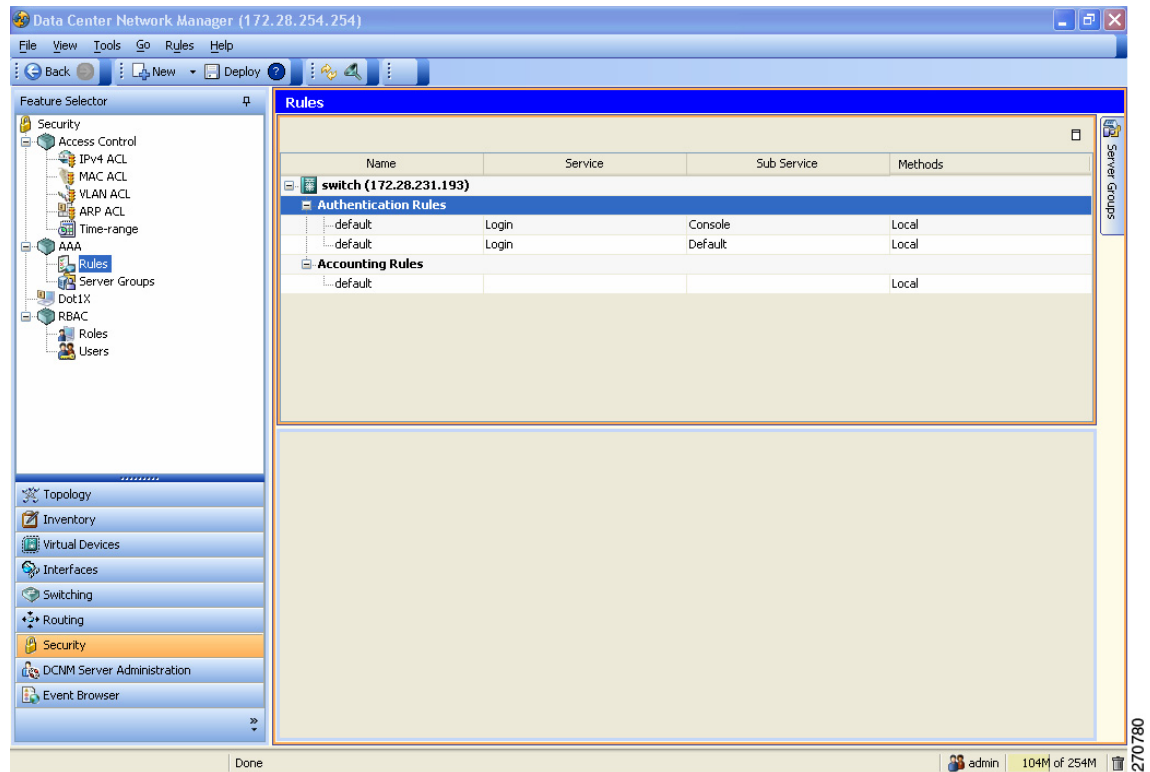 Data Center Network Manager (172.28.254.254)
File View Tools Go Rules Help
Back New Deploy
Feature Selector
Security
Access Control
IPv4 ACL
MAC ACL
VLAN ACL
ARP ACL
Time-range
AAA
Rules
Server Groups
Dot1X
RBAC
Roles
Users
Topology
Inventory
Virtual Devices
Interfaces
Switching
Routing
Security
DCNM Server Administration
Event Browser
Rules
Name Service Sub Service Methods
switch (172.28.231.193)
Authentication Rules
default Login Console Local
default Login Default Local
Accounting Rules
default Local
Server Groups
Done admin 104M of 254M
270780